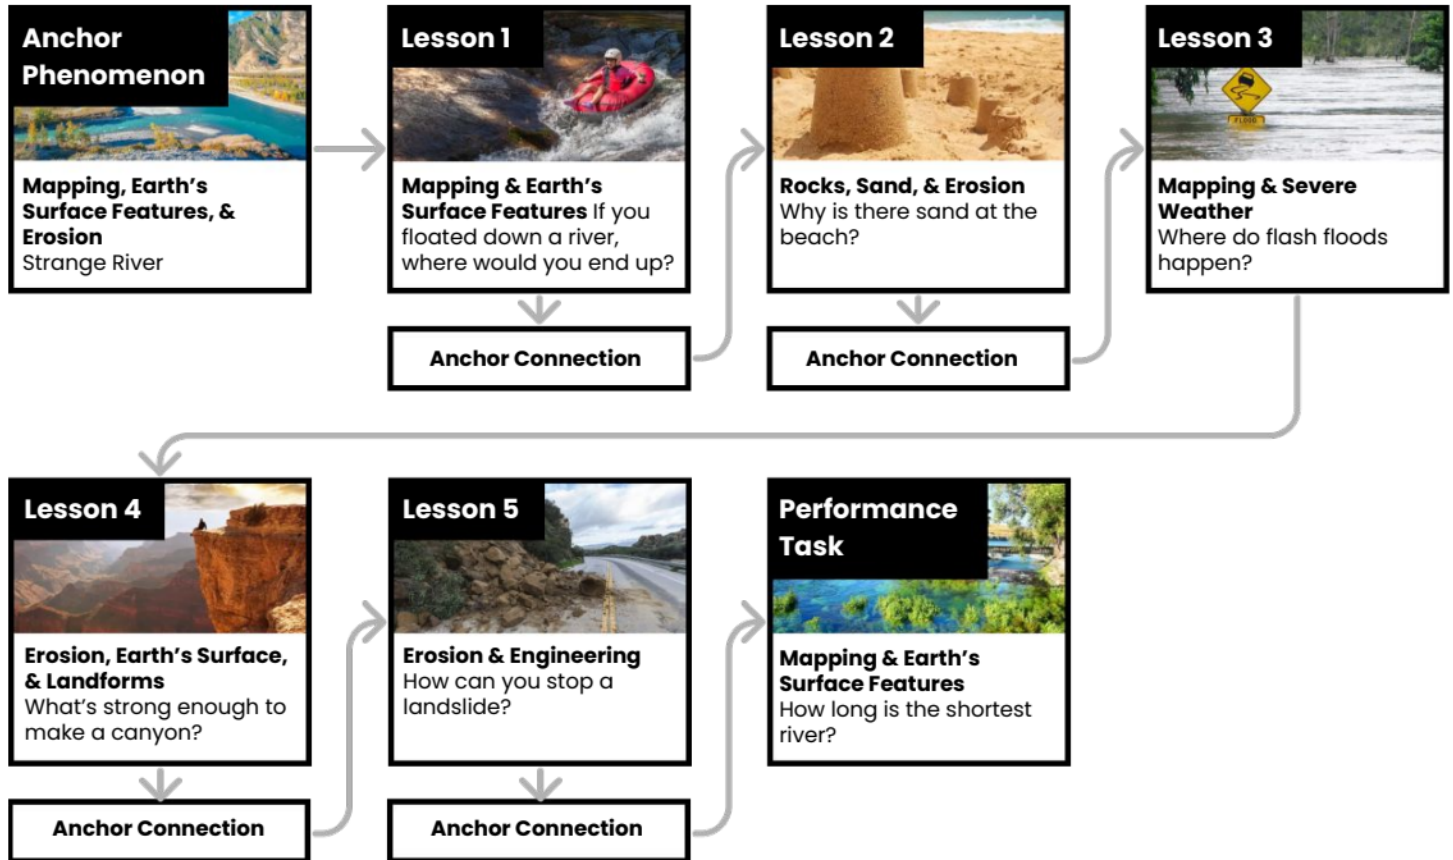 Anchor
Phenomenon
Mapping, Earth's
Surface Features, &
Erosion
Strange River
Lesson 1
Mapping & Earth's
Surface Features If you
floated down a river,
where would you end up?
Anchor Connection
Lesson 2
Rocks, Sand, & Erosion
Why is there sand at the
beach?
Anchor Connection
Lesson 3
FLOOD
Mapping & Severe
Weather
Where do flash floods
happen?
Lesson 4
Erosion, Earth's Surface,
& Landforms
What's strong enough to
make a canyon?
Anchor Connection
Lesson 5
Erosion & Engineering
How can you stop a
landslide?
Anchor Connection
Performance
Task
Mapping & Earth's
Surface Features
How long is the shortest
river?